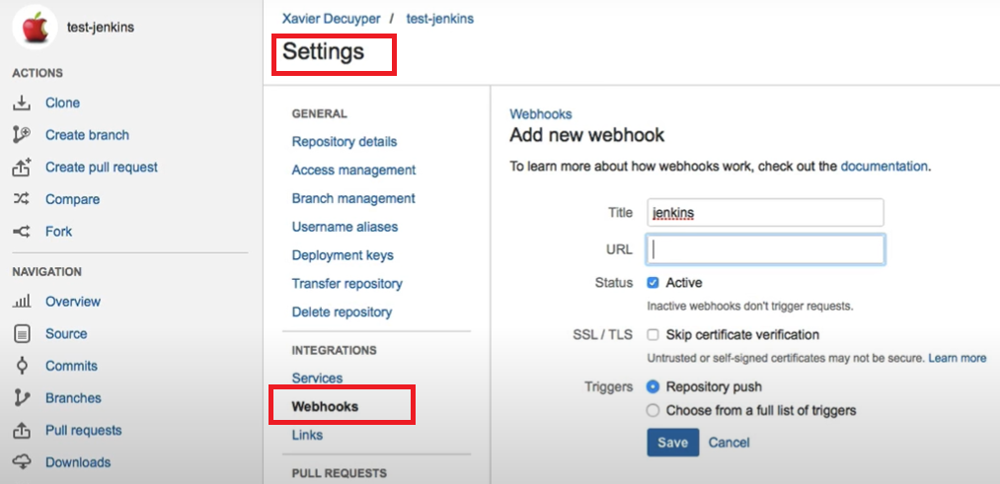 test-jenkins
ACTIONS
Clone
Create branch
Create pull request
Compare
Fork
NAVIGATION
Overview
Source
Commits
Branches
Pull requests
Downloads
Xavier Decuyper / test-jenkins
Settings
GENERAL
Repository details
Access management
Branch management
Username aliases
Deployment keys
Transfer repository
Delete repository
INTEGRATIONS
Services
Webhooks
Links
PULL REQUESTS
Webhooks
Add new webhook
To learn more about how webhooks work, check out the documentation.
Title jenkins
URL
Status Active
Inactive webhooks don't trigger requests.
SSL / TLS Skip certificate verification
Untrusted or self-signed certificates may not be secure. Learn more
Triggers Repository push
Choose from a full list of triggers
Save Cancel